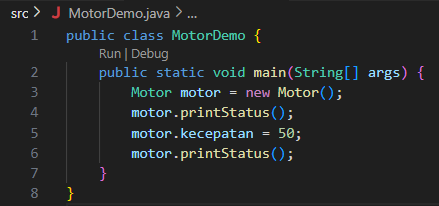 src > J MotorDemo.java > ...
1 public class MotorDemo {
Run | Debug
2 public static void main(String[] args) {
3 Motor motor = new Motor();
4 motor.printStatus();
5 motor.kecepatan = 50;
6 motor.printStatus();
7 }
8 }